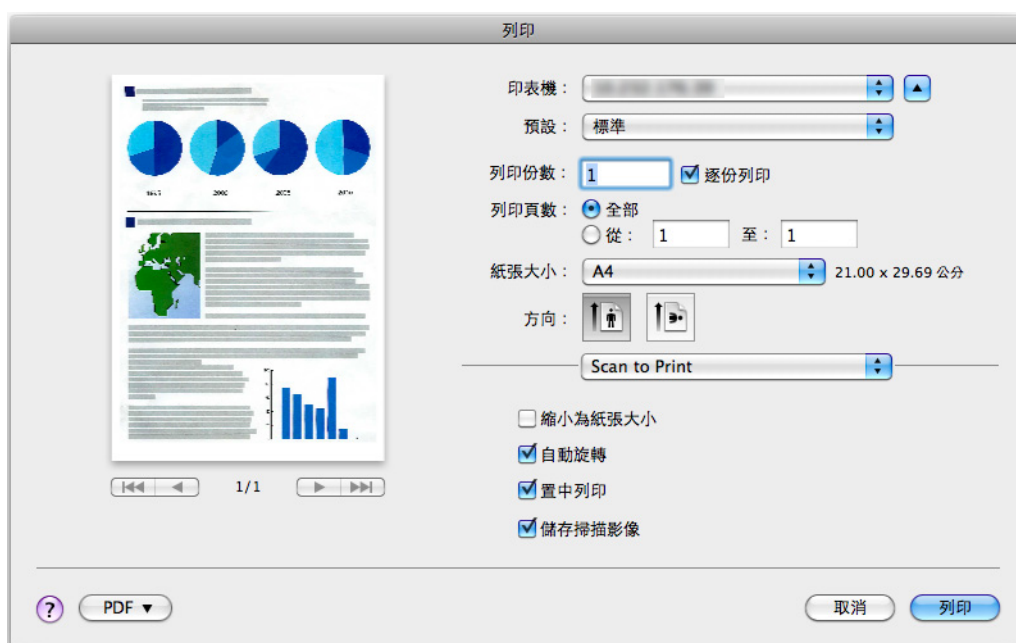 列印
印表機：
預設： 標準
列印份數： 1 逐份列印
列印頁數： 全部
從： 1 至： 1
紙張大小： A4 21.00 x 29.69 公分
方向：
Scan to Print
縮小為紙張大小
自動旋轉
置中列印
儲存掃描影像
1/1
? PDF 取消 列印